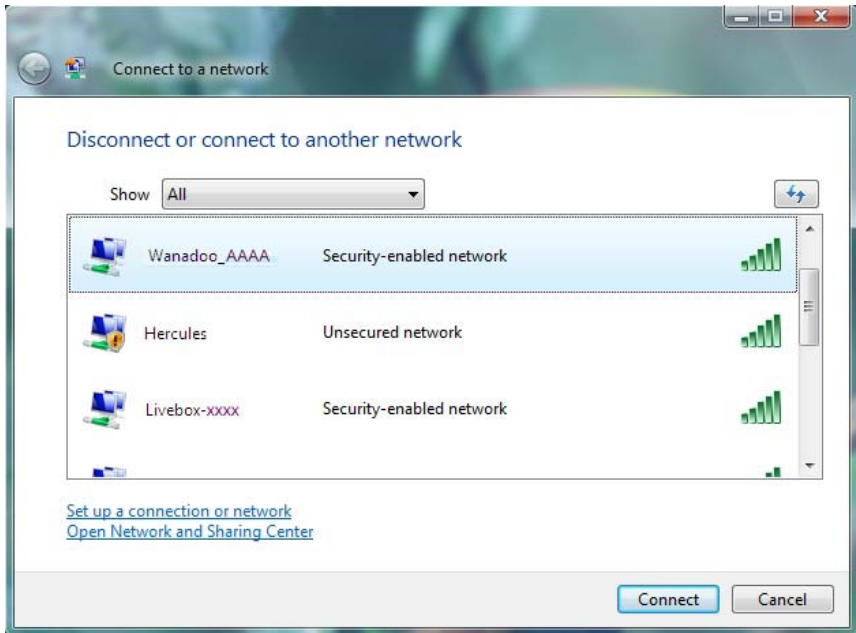 Connect to a network
Disconnect or connect to another network
Show All
Wanadoo_AAAA Security-enabled network
Hercules Unsecured network
Livebox-xxxx Security-enabled network
Set up a connection or network
Open Network and Sharing Center
Connect Cancel